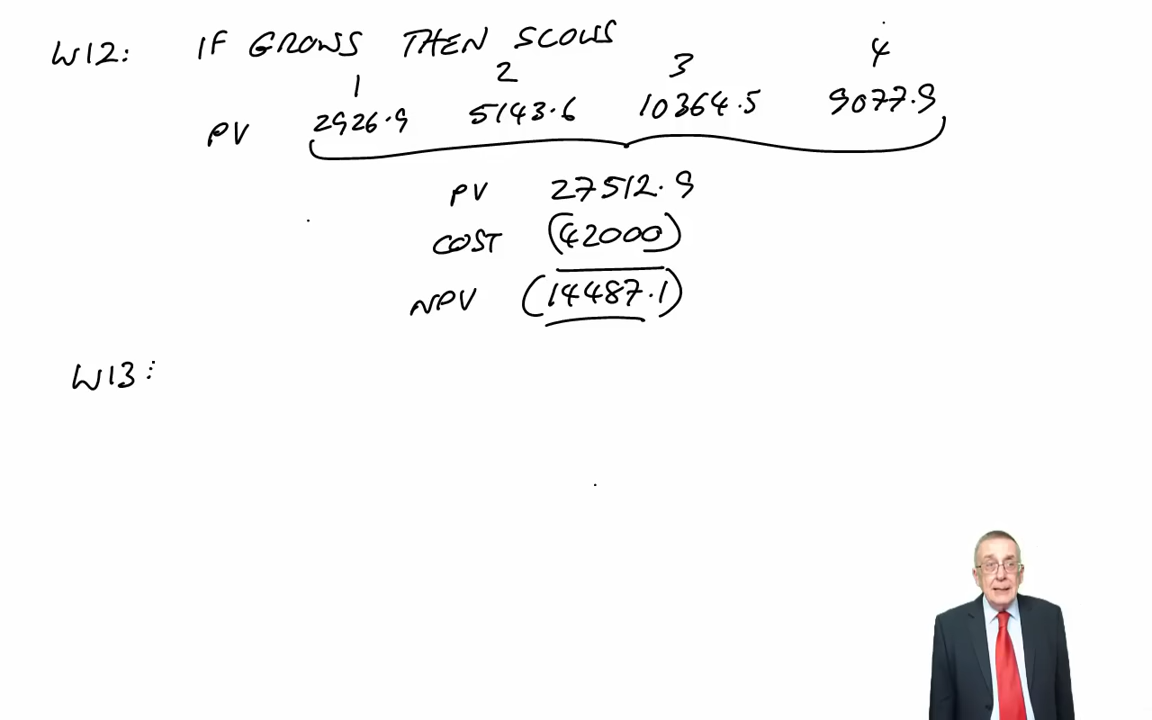 W12: IF GROWS THEN SLOWS
1 2 3 4
PV 2926.9 5143.6 10364.5 9077.9
PV 27512.9
COST (42000)
NPV (14487.1)
W13: